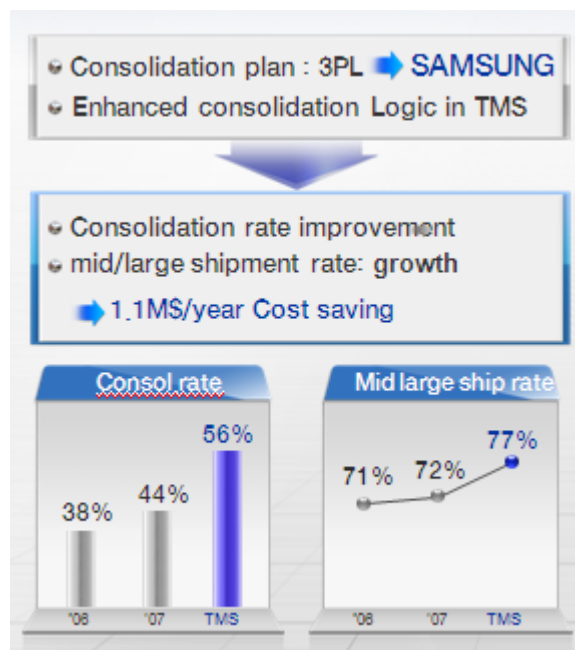 Consolidation plan : 3PL SAMSUNG
Enhanced consolidation Logic in TMS
Consolidation rate improvement
mid/large shipment rate: growth
1.1M$/year Cost saving
Consol rate
38%
44%
56%
'06
'07
TMS
Mid large ship rate
71%
72%
77%
'06
'07
TMS